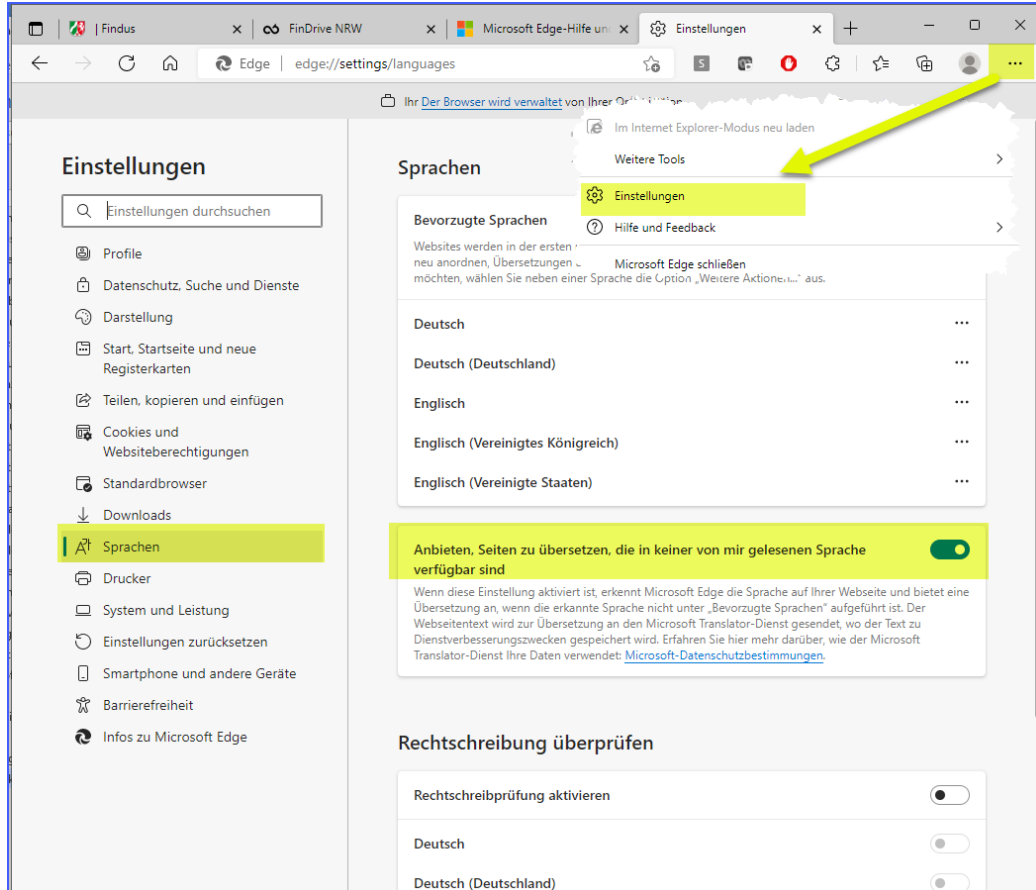 | Findus
FinDrive NRW
Microsoft Edge-Hilfe un
Einstellungen
Edge | edge://settings/languages
Ihr Der Browser wird verwaltet von Ihrer
Im Internet Explorer-Modus neu laden
Weitere Tools
Einstellungen
Hilfe und Feedback
Microsoft Edge schließen
Einstellungen
Einstellungen durchsuchen
Profile
Datenschutz, Suche und Dienste
Darstellung
Start, Startseite und neue
Registerkarten
Teilen, kopieren und einfügen
Cookies und
Websiteberechtigungen
Standardbrowser
Downloads
Sprachen
Drucker
System und Leistung
Einstellungen zurücksetzen
Smartphone und andere Geräte
Barrierefreiheit
Infos zu Microsoft Edge
Sprachen
Bevorzugte Sprachen
Websites werden in der ersten
neu anordnen, Übersetzungen
möchten, wählen Sie neben einer Sprache die Option „Weitere Aktionen..." aus.
Deutsch
Deutsch (Deutschland)
Englisch
Englisch (Vereinigtes Königreich)
Englisch (Vereinigte Staaten)
Anbieten, Seiten zu übersetzen, die in keiner von mir gelesenen Sprache
verfügbar sind
Wenn diese Einstellung aktiviert ist, erkennt Microsoft Edge die Sprache auf Ihrer Webseite und bietet eine
Übersetzung an, wenn die erkannte Sprache nicht unter „Bevorzugte Sprachen" aufgeführt ist. Der
Webseitentext wird zur Übersetzung an den Microsoft Translator-Dienst gesendet, wo der Text zu
Dienstverbesserungszwecken gespeichert wird. Erfahren Sie hier mehr darüber, wie der Microsoft
Translator-Dienst Ihre Daten verwendet: Microsoft-Datenschutzbestimmungen.
Rechtschreibung überprüfen
Rechtschreibprüfung aktivieren
Deutsch
Deutsch (Deutschland)